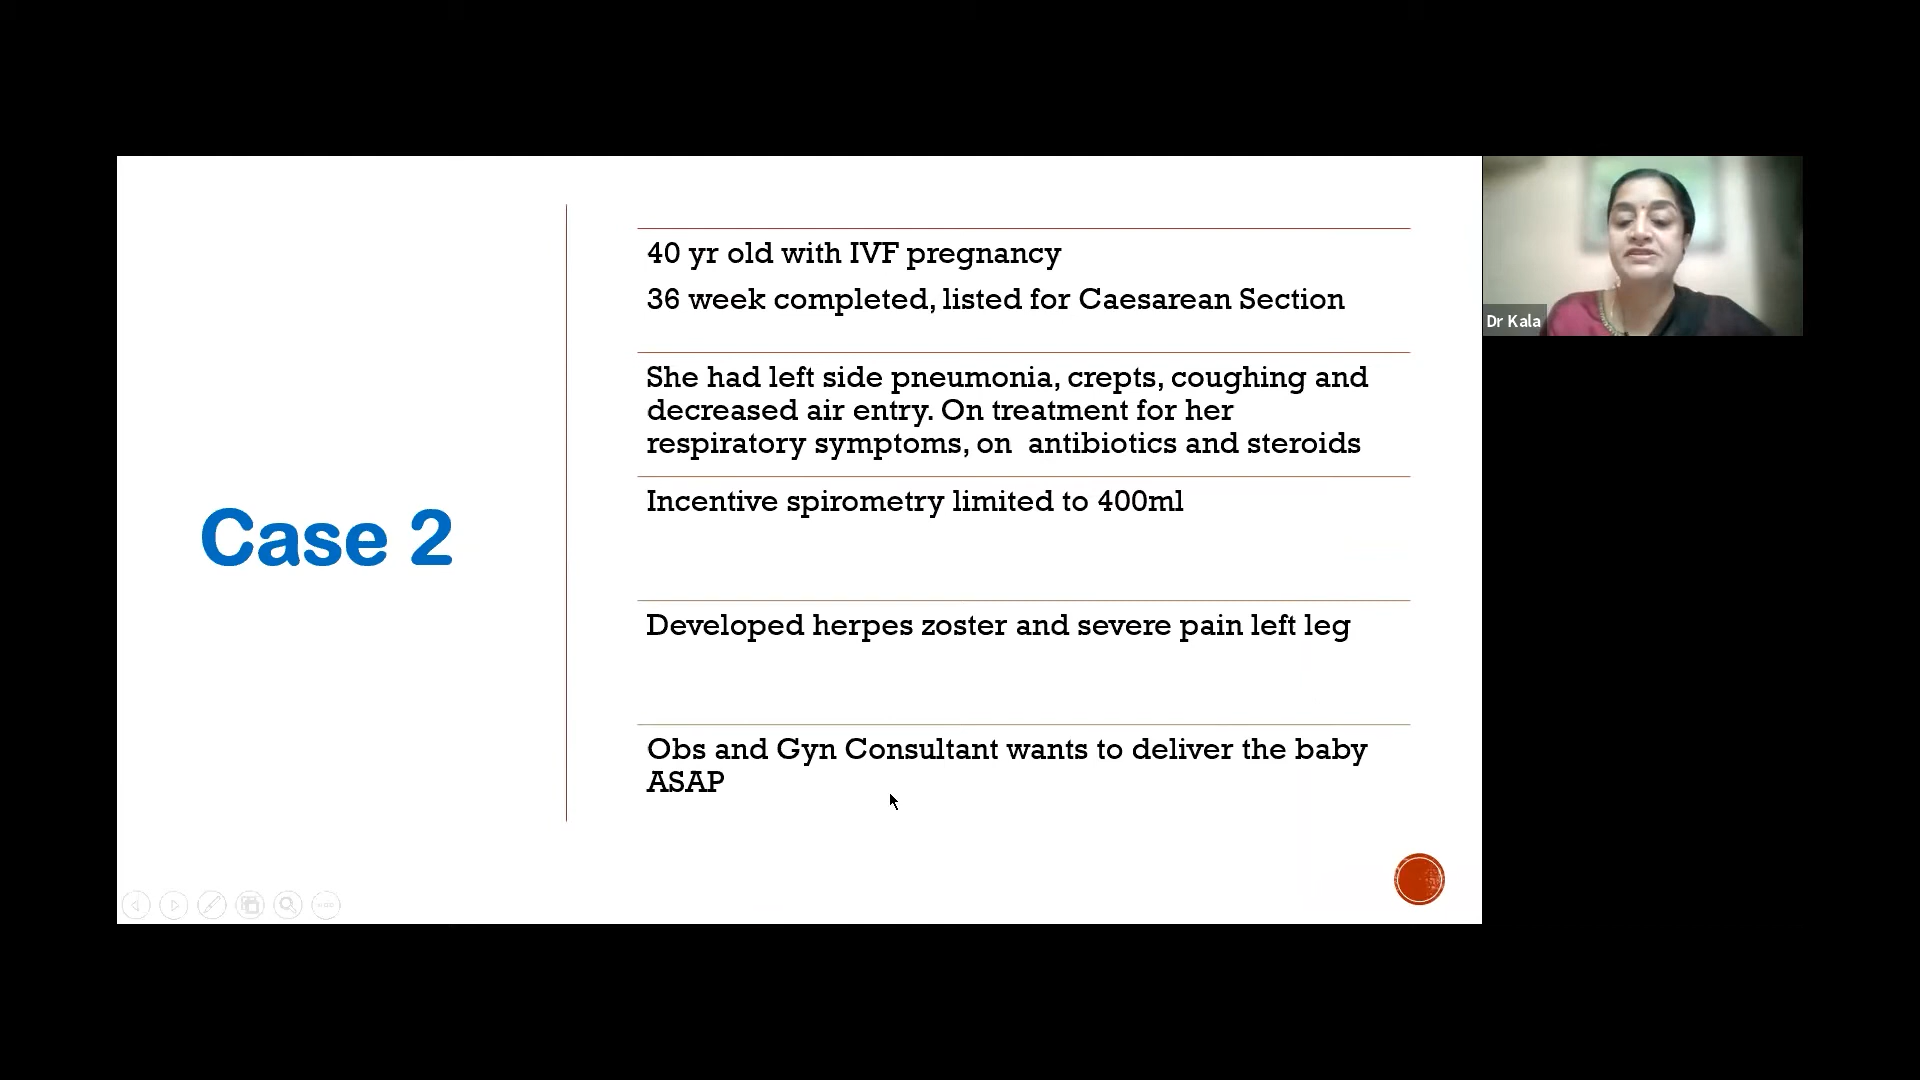 Case 2
40 yr old with IVF pregnancy
36 week completed, listed for Caesarean Section
She had left side pneumonia, crepts, coughing and
decreased air entry. On treatment for her
respiratory symptoms, on  antibiotics and steroids
Incentive spirometry limited to 400ml
Developed herpes zoster and severe pain left leg
Obs and Gyn Consultant wants to deliver the baby
ASAP
Dr Kala